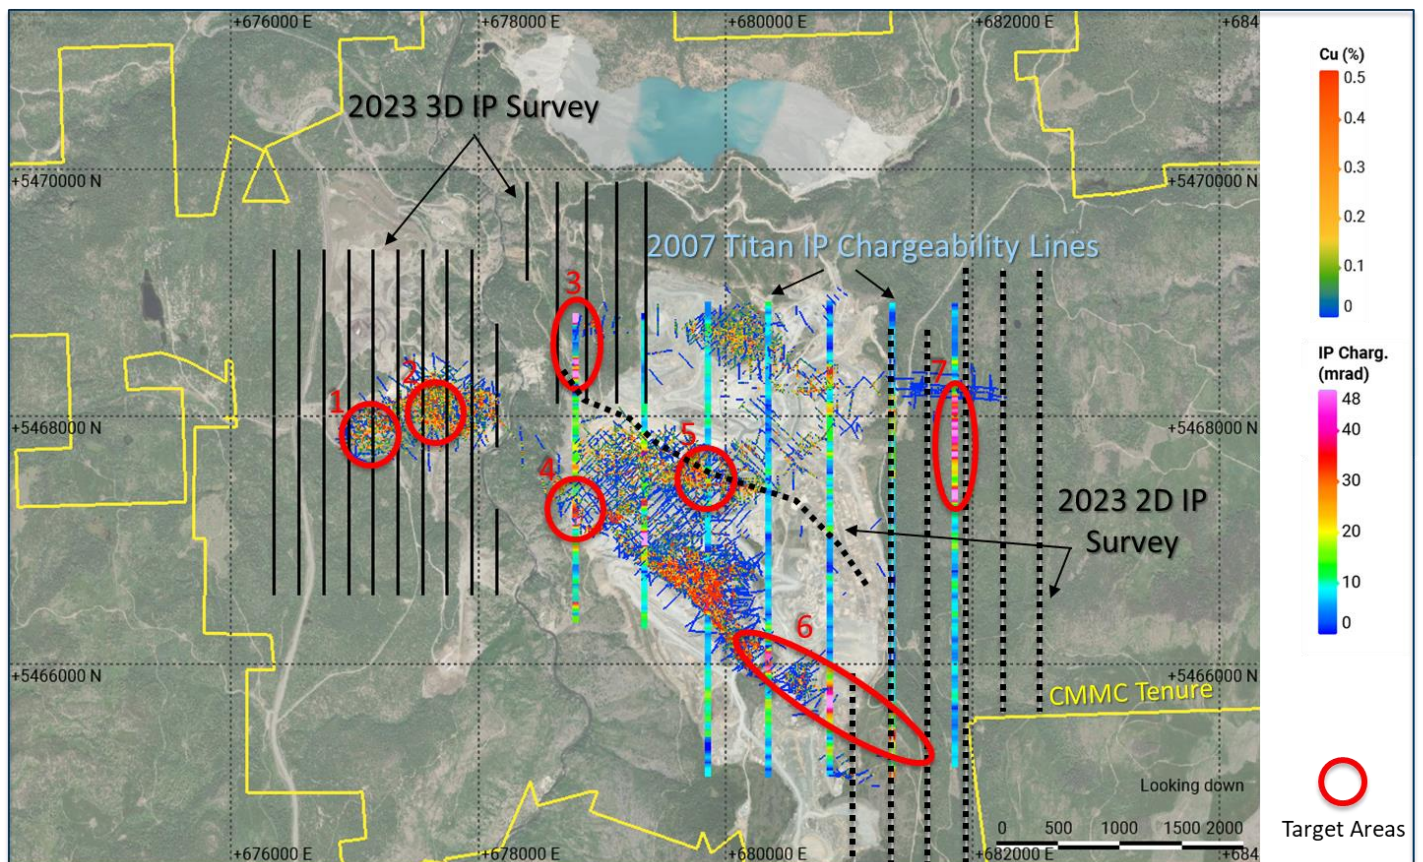 +676000 E
+678000 E
+680000 E
+682000 E
+684
2023 3D IP Survey
+5470000 N
+5470000 N
2007 Titan IP Chargeability Lines
3
2
7
1
+5468000 N
+5468000 N
5
4
2023 2D IP
Survey
6
+5466000 N
+5466000 N
CMMC Tenure
Looking down
0 500 1000 1500 2000
+676000 E
+678000 E
+680000 E
+682000 E
+684
Cu (%)
0.5
0.4
0.3
0.2
0.1
0
IP Charg.
(mrad)
48
40
30
20
10
0
Target Areas